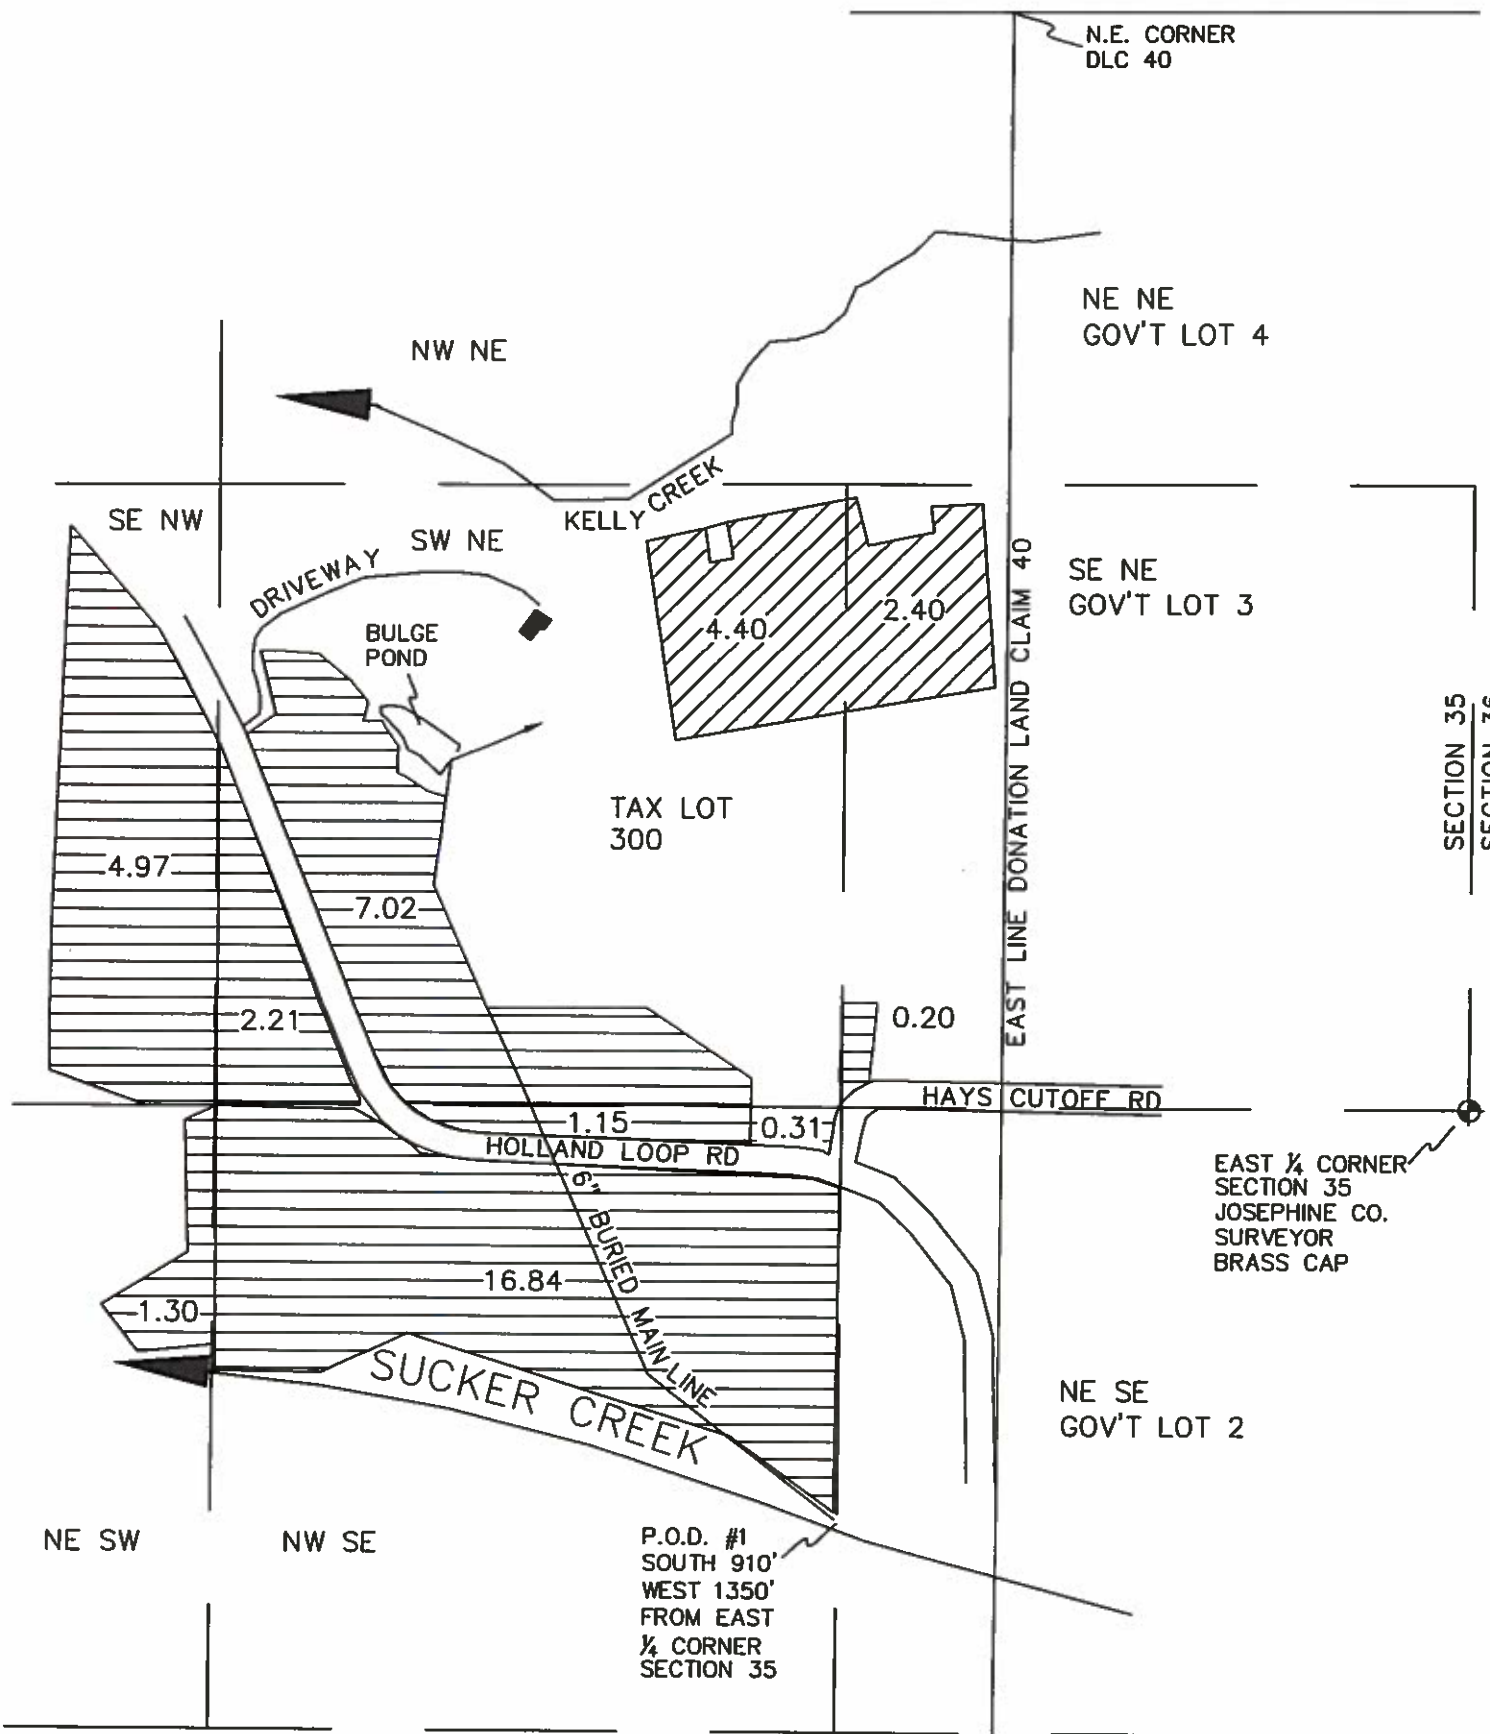 N.E. CORNER
DLC 40
NE NE
GOV'T LOT 4
NW NE
KELLY CREEK
SE NW
SW NE
DRIVEWAY
SE NE
GOV'T LOT 3
4.40
2.40
BULGE
POND
EAST LINE DONATION LAND CLAIM 40
SECTION 35
TAX LOT
300
4.97
7.02
2.21
0.20
HAYS CUTOFF RD
1.15
0.31
HOLLAND LOOP RD
EAST ¼ CORNER
SECTION 35
JOSEPHINE CO.
SURVEYOR
BRASS CAP
6" BURIED MAIN LINE
16.84
1.30
SUCKER CREEK
NE SE
GOV'T LOT 2
NE SW
NW SE
P.O.D. #1
SOUTH 910'
WEST 1350'
FROM EAST
¼ CORNER
SECTION 35